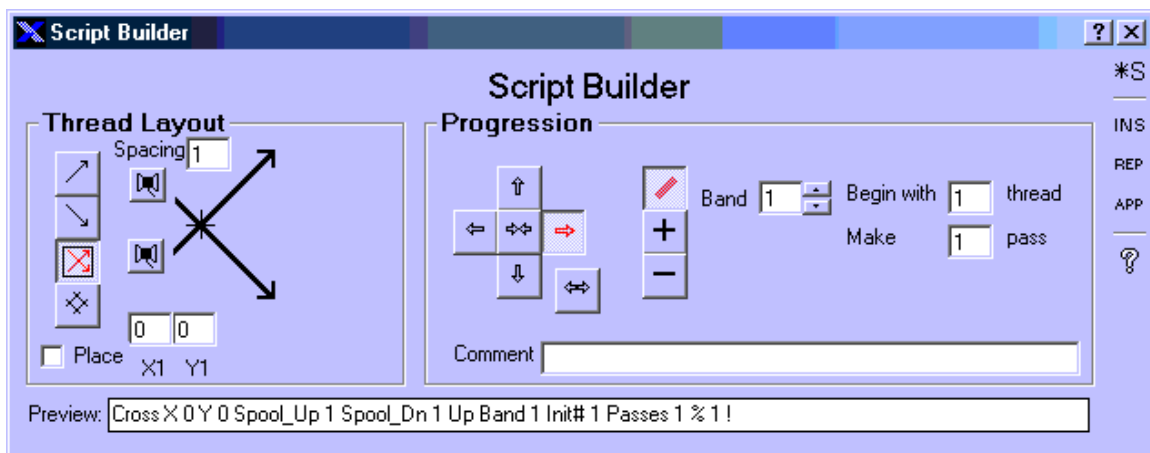 Script Builder
Script Builder
*S
Thread Layout
Progression
INS
Spacing 1
REP
Band 1
Begin with 1 thread
APP
Make 1 pass
0 0
Place
X1 Y1
Comment
Preview: Cross X 0 Y 0 Spool_Up 1 Spool_Dn 1 Up Band 1 Init# 1 Passes 1 % 1 !